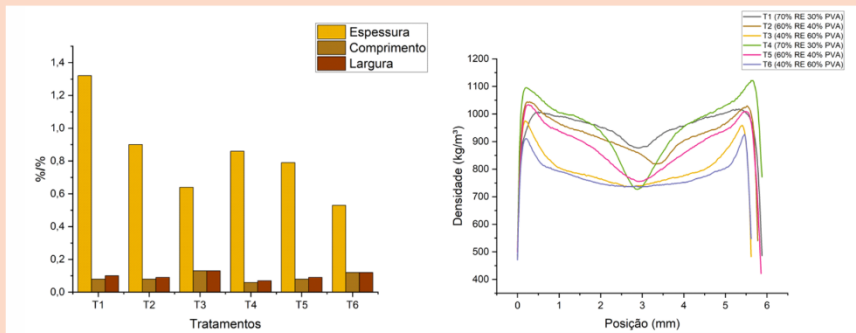 Espessura
Comprimento
Largura
%/%
1,4
1,2
1,0
0,8
0,6
0,4
0,2
0,0
T1 T2 T3 T4 T5 T6
Tratamentos
T1 (70% RE 30% PVA)
T2 (60% RE 40% PVA)
T3 (40% RE 60% PVA)
T4 (70% RE 30% PVA)
T5 (60% RE 40% PVA)
T6 (40% RE 60% PVA)
Densidade (kg/m³)
1200
1100
1000
900
800
700
600
500
400
0 1 2 3 4 5 6
Posição (mm)